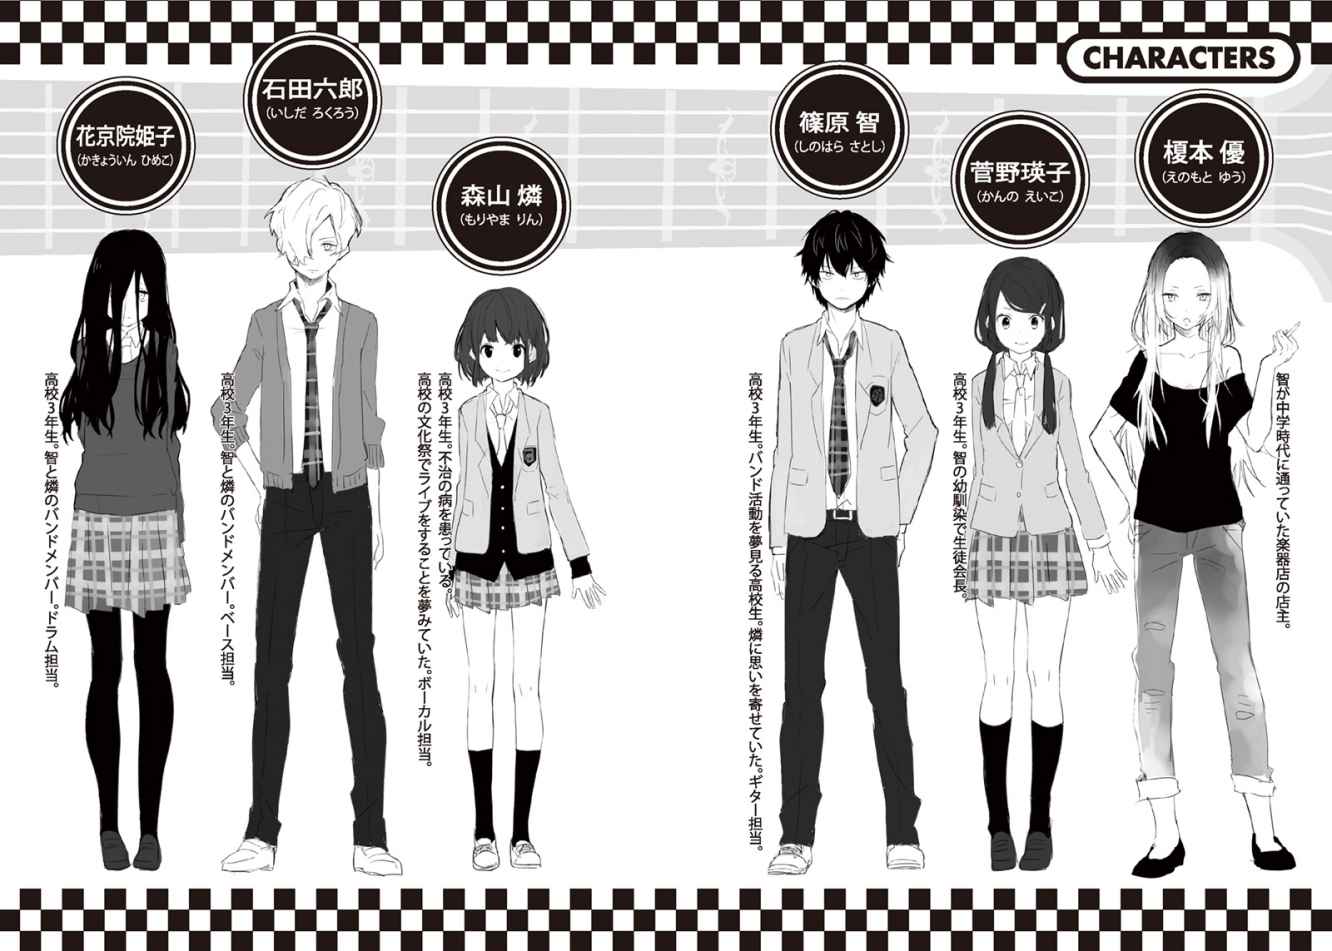 CHARACTERS
榎本 優
(えのもと ゆう)
智が中学時代に通っていた楽器店の店主。
菅野瑛子
(かんの えいこ)
高校3年生。智の幼馴染で生徒会長。
篠原 智
(しのはら さとし)
高校3年生。バンド活動を夢見る高校生。燐に思いを寄せていた。ギター担当。
森山 燐
(もりやま りん)
高校3年生。不治の病を患っている。
高校の文化祭でライブをすることを夢みていた。ボーカル担当。
石田六郎
(いしだ ろくろう)
高校3年生。智と燐のバンドメンバー。ベース担当。
花京院姫子
(かきょういん ひめこ)
高校3年生。智と燐のバンドメンバー。ドラム担当。